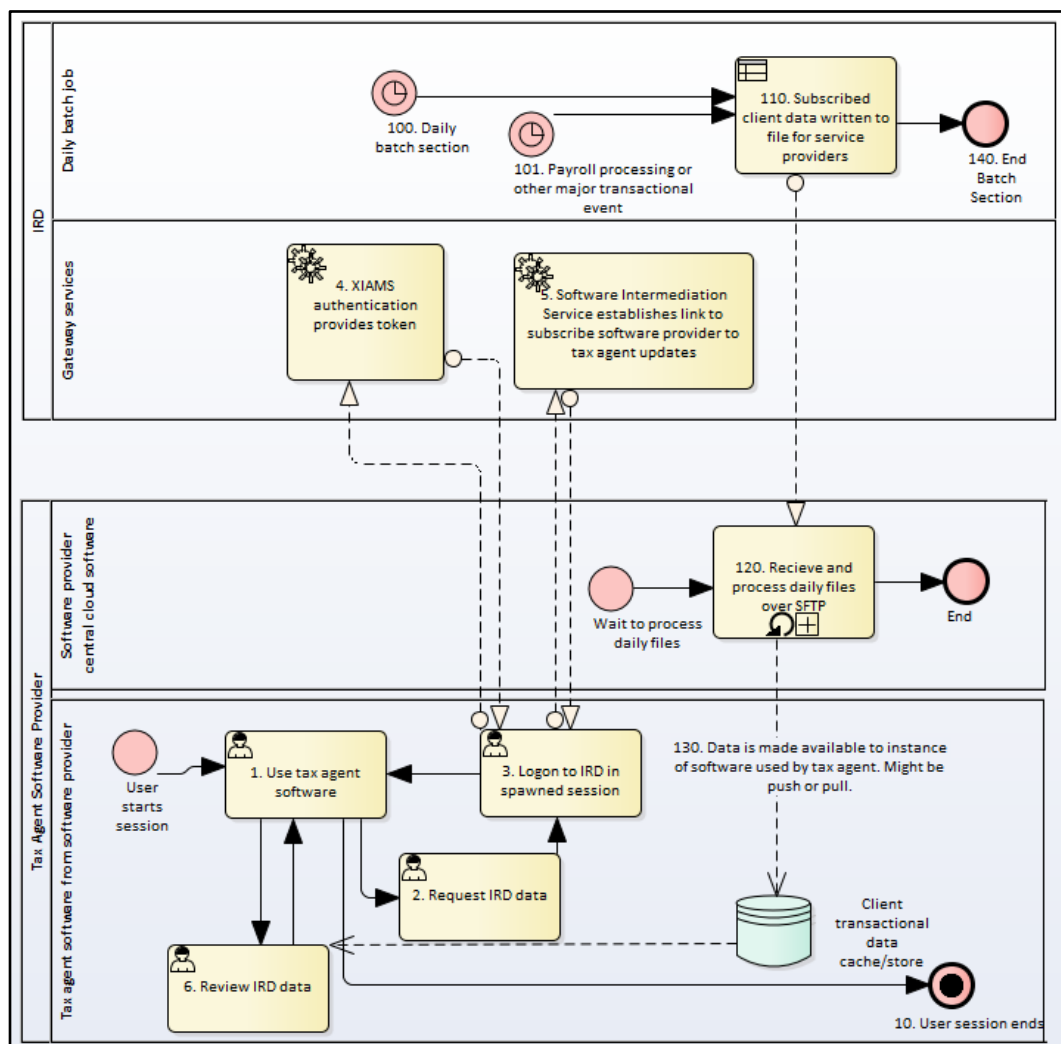 IRD
Daily batch job
100. Daily
batch section
101. Payroll processing or
other major transactional
event
110. Subscribed
client data written to
file for service
providers
140. End
Batch
Section
Gateway services
4. XIAMS
authentication
provides token
5. Software Intermediation
Service establishes link to
subscribe software provider to
tax agent updates
Tax Agent Software Provider
Software provider
central cloud software
Wait to process
daily files
120. Recieve and
process daily files
over SFTP
End
Tax agent software from software provider
User
starts
session
1. Use tax agent
software
3. Logon to IRD in
spawned session
130. Data is made available to instance
of software used by tax agent. Might be
push or pull.
2. Request IRD data
6. Review IRD data
Client
transactional
data
cache/store
10. User session ends